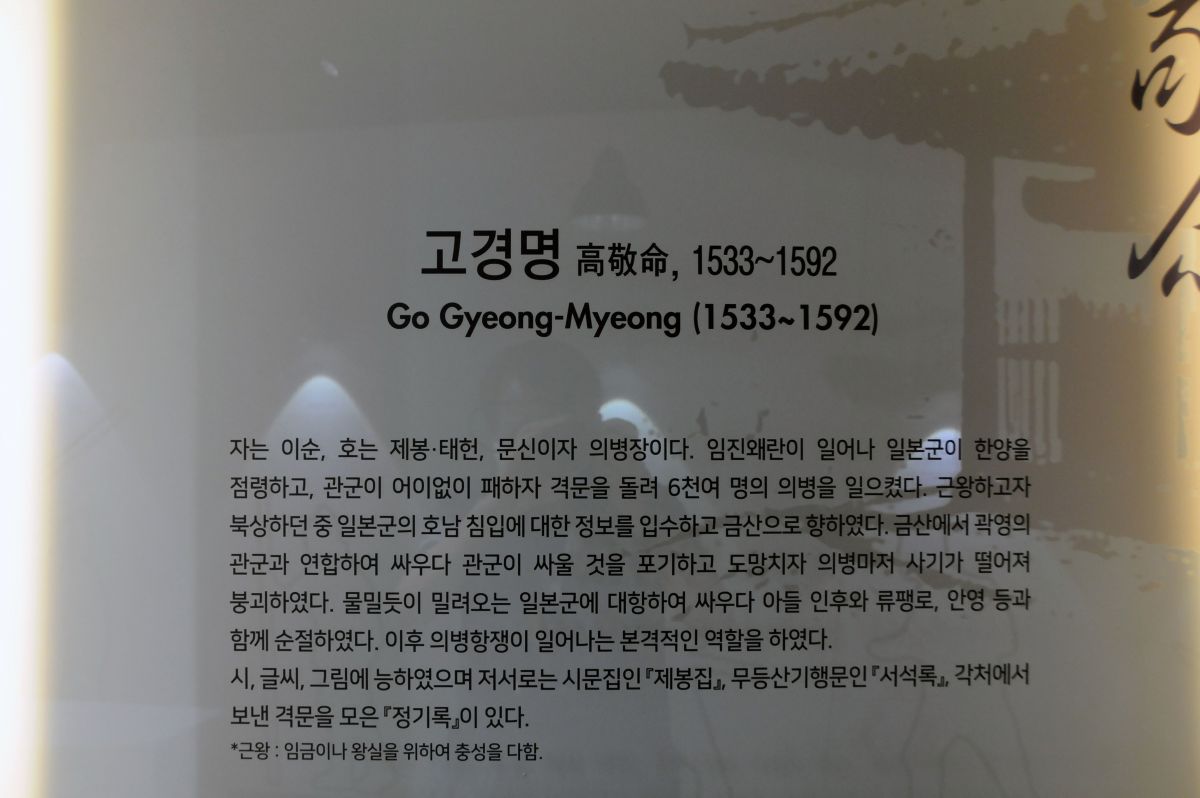 고경명 高敬命, 1533~1592
Go Gyeong-Myeong (1533~1592)
자는 이순, 호는 제봉·태헌, 문신이자 의병장이다. 임진왜란이 일어나 일본군이 한양을
점령하고, 관군이 어이없이 패하자 격문을 돌려 6천여 명의 의병을 일으켰다. 근왕하고자
북상하던 중 일본군의 호남 침입에 대한 정보를 입수하고 금산으로 향하였다. 금산에서 곽영의
관군과 연합하여 싸우다 관군이 싸울 것을 포기하고 도망치자 의병마저 사기가 떨어져
붕괴하였다. 물밀듯이 밀려오는 일본군에 대항하여 싸우다 아들 인후와 류팽로, 안영 등과
함께 순절하였다. 이후 의병항쟁이 일어나는 본격적인 역할을 하였다.
시, 글씨, 그림에 능하였으며 저서로는 시문집인 『제봉집』, 무등산기행문인 『서석록』, 각처에서
보낸 격문을 모은 『정기록』이 있다.
*근왕 : 임금이나 왕실을 위하여 충성을 다함.